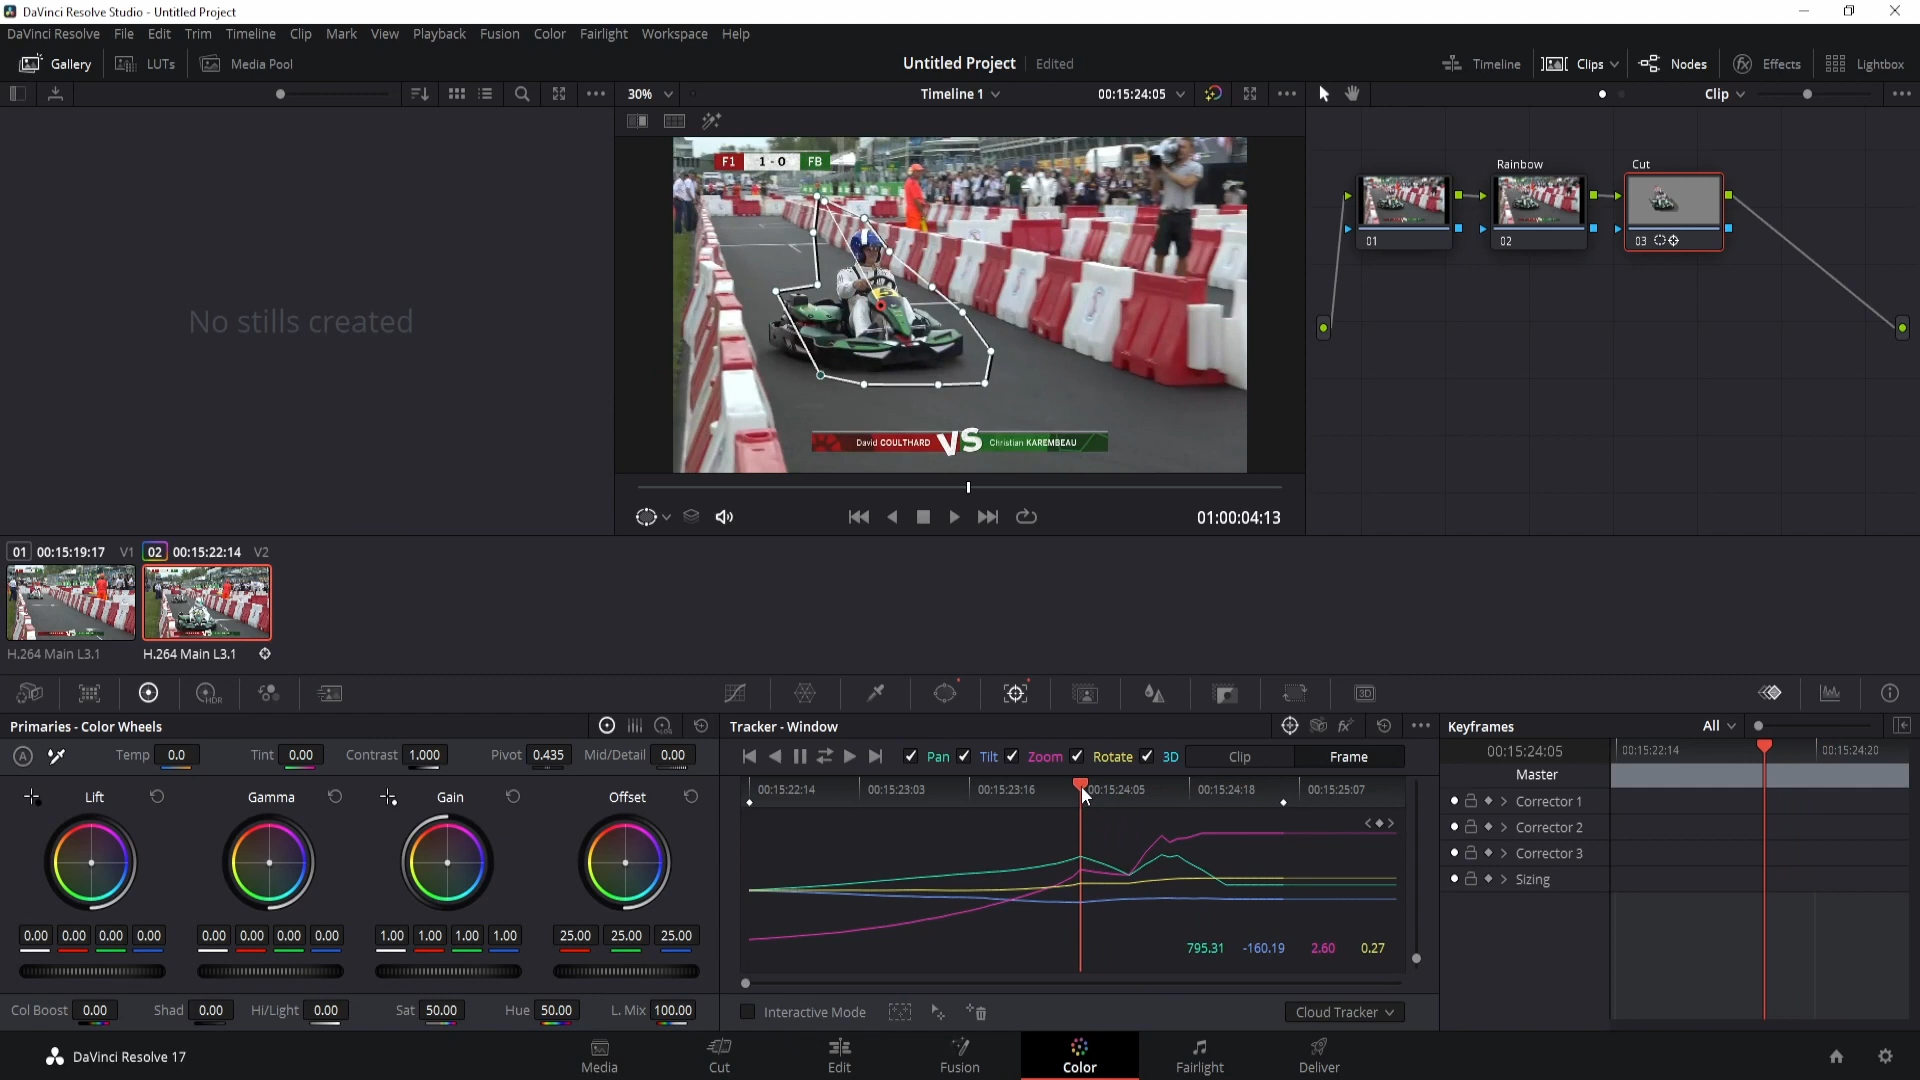 DaVinci Resolve Studio - Untitled Project
DaVinci Resolve File Edit Trim Timeline Clip Mark View Playback Fusion Color Fairlight Workspace Help
Gallery LUTs Media Pool Untitled Project Edited Timeline Clips Nodes Effects Lightbox
30% Timeline 1 00:15:24:05 Clip
F1 1 - 0 FB
Rainbow Cut
01 02 03
No stills created
5
David COULTHARD VS Christian KAREMBEAU
01:00:04:13
01 00:15:19:17 V1 02 00:15:22:14 V2
H.264 Main L3.1 H.264 Main L3.1
HDR 3D
Primaries - Color Wheels Tracker - Window Keyframes All
LOG
A Temp 0.0 Tint 0.00 Contrast 1.000 Pivot 0.435 Mid/Detail 0.00 Pan Tilt Zoom Rotate 3D Clip Frame 00:15:24:05 00:15:22:14 00:15:24:20
Master
Lift Gamma Gain Offset 00:15:22:14 00:15:23:03 00:15:23:16 00:15:24:05 00:15:24:18 00:15:25:07 Corrector 1
Corrector 2
Corrector 3
Sizing
0.00 0.00 0.00 0.00 0.00 0.00 0.00 0.00 1.00 1.00 1.00 1.00 25.00 25.00 25.00 795.31 -160.19 2.60 0.27
Col Boost 0.00 Shad 0.00 Hi/Light 0.00 Sat 50.00 Hue 50.00 L. Mix 100.00 Interactive Mode Cloud Tracker
DaVinci Resolve 17 Media Cut Edit Fusion Color Fairlight Deliver